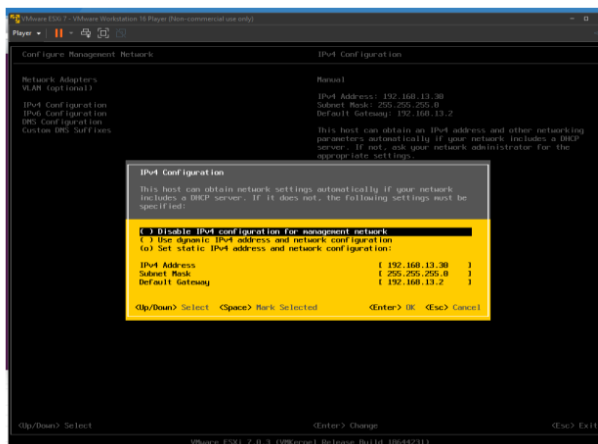 VMware ESXi 7 - VMware Workstation 16 Player (Non-commercial use only)
Player
Configure Management Network
IPv4 Configuration
Network Adapters
VLAN (optional)
IPv4 Configuration
IPv6 Configuration
DNS Configuration
Custom DNS Suffixes
Manual
IPv4 Address: 192.168.13.30
Subnet Mask: 255.255.255.0
Default Gateway: 192.168.13.2
This host can obtain an IPv4 address and other networking
parameters automatically if your network includes a DHCP
server. If not, ask your network administrator for the
appropriate settings.
IPv4 Configuration
This host can obtain network settings automatically if your network
includes a DHCP server. If it does not, the following settings must be
specified:
( ) Disable IPv4 configuration for management network
( ) Use dynamic IPv4 address and network configuration
(o) Set static IPv4 address and network configuration:
IPv4 Address [ 192.168.13.30 ]
Subnet Mask [ 255.255.255.0 ]
Default Gateway [ 192.168.13.2 ]
<Up/Down> Select <Space> Mark Selected <Enter> OK <Esc> Cancel
<Up/Down> Select <Enter> Change <Esc> Exit
VMware ESXi 7.0.3 (VMKernel Release Build